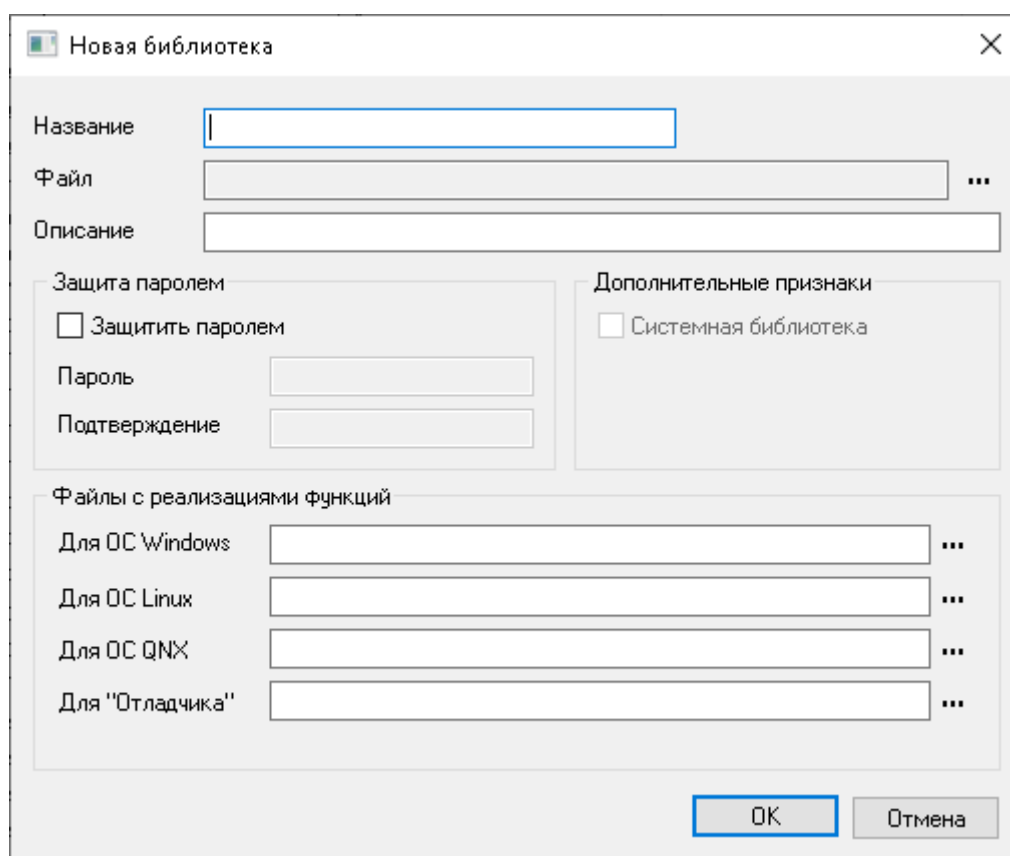 Новая библиотека
Название
Файл ...
Описание
Защита паролем
Защитить паролем
Пароль
Подтверждение
Дополнительные признаки
Системная библиотека
Файлы с реализациями функций
Для ОС Windows ...
Для ОС Linux ...
Для ОС QNX ...
Для "Отладчика" ...
OK Отмена